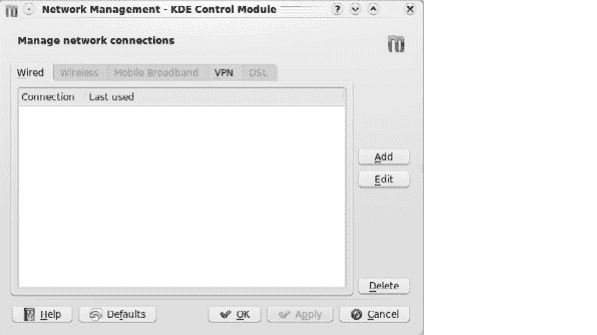 Network Management - KDE Control Module
Manage network connections
Wired Wireless Mobile Broadband VPN DSL
Connection Last used
Add
Edit
Delete
Help Defaults OK Apply Cancel